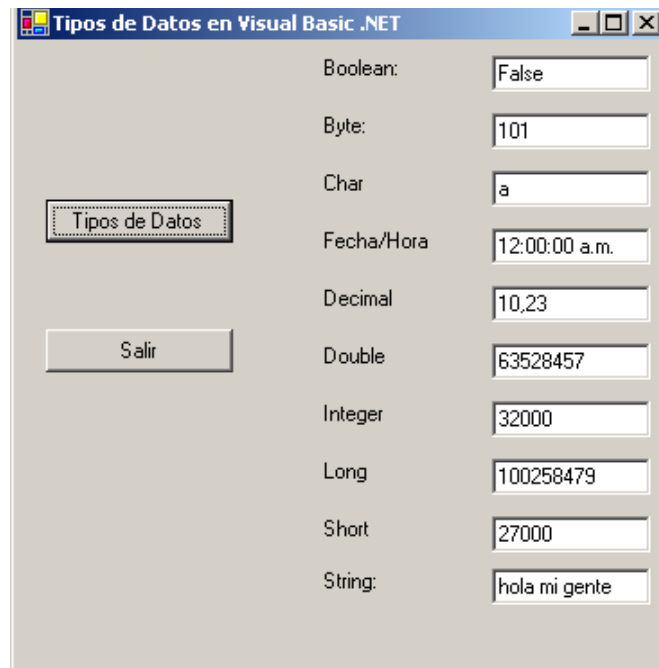 Tipos de Datos en Visual Basic .NET
Boolean: False
Byte: 101
Char a
Tipos de Datos
Fecha/Hora 12:00:00 a.m.
Decimal 10,23
Salir
Double 63528457
Integer 32000
Long 100258479
Short 27000
String: hola mi gente